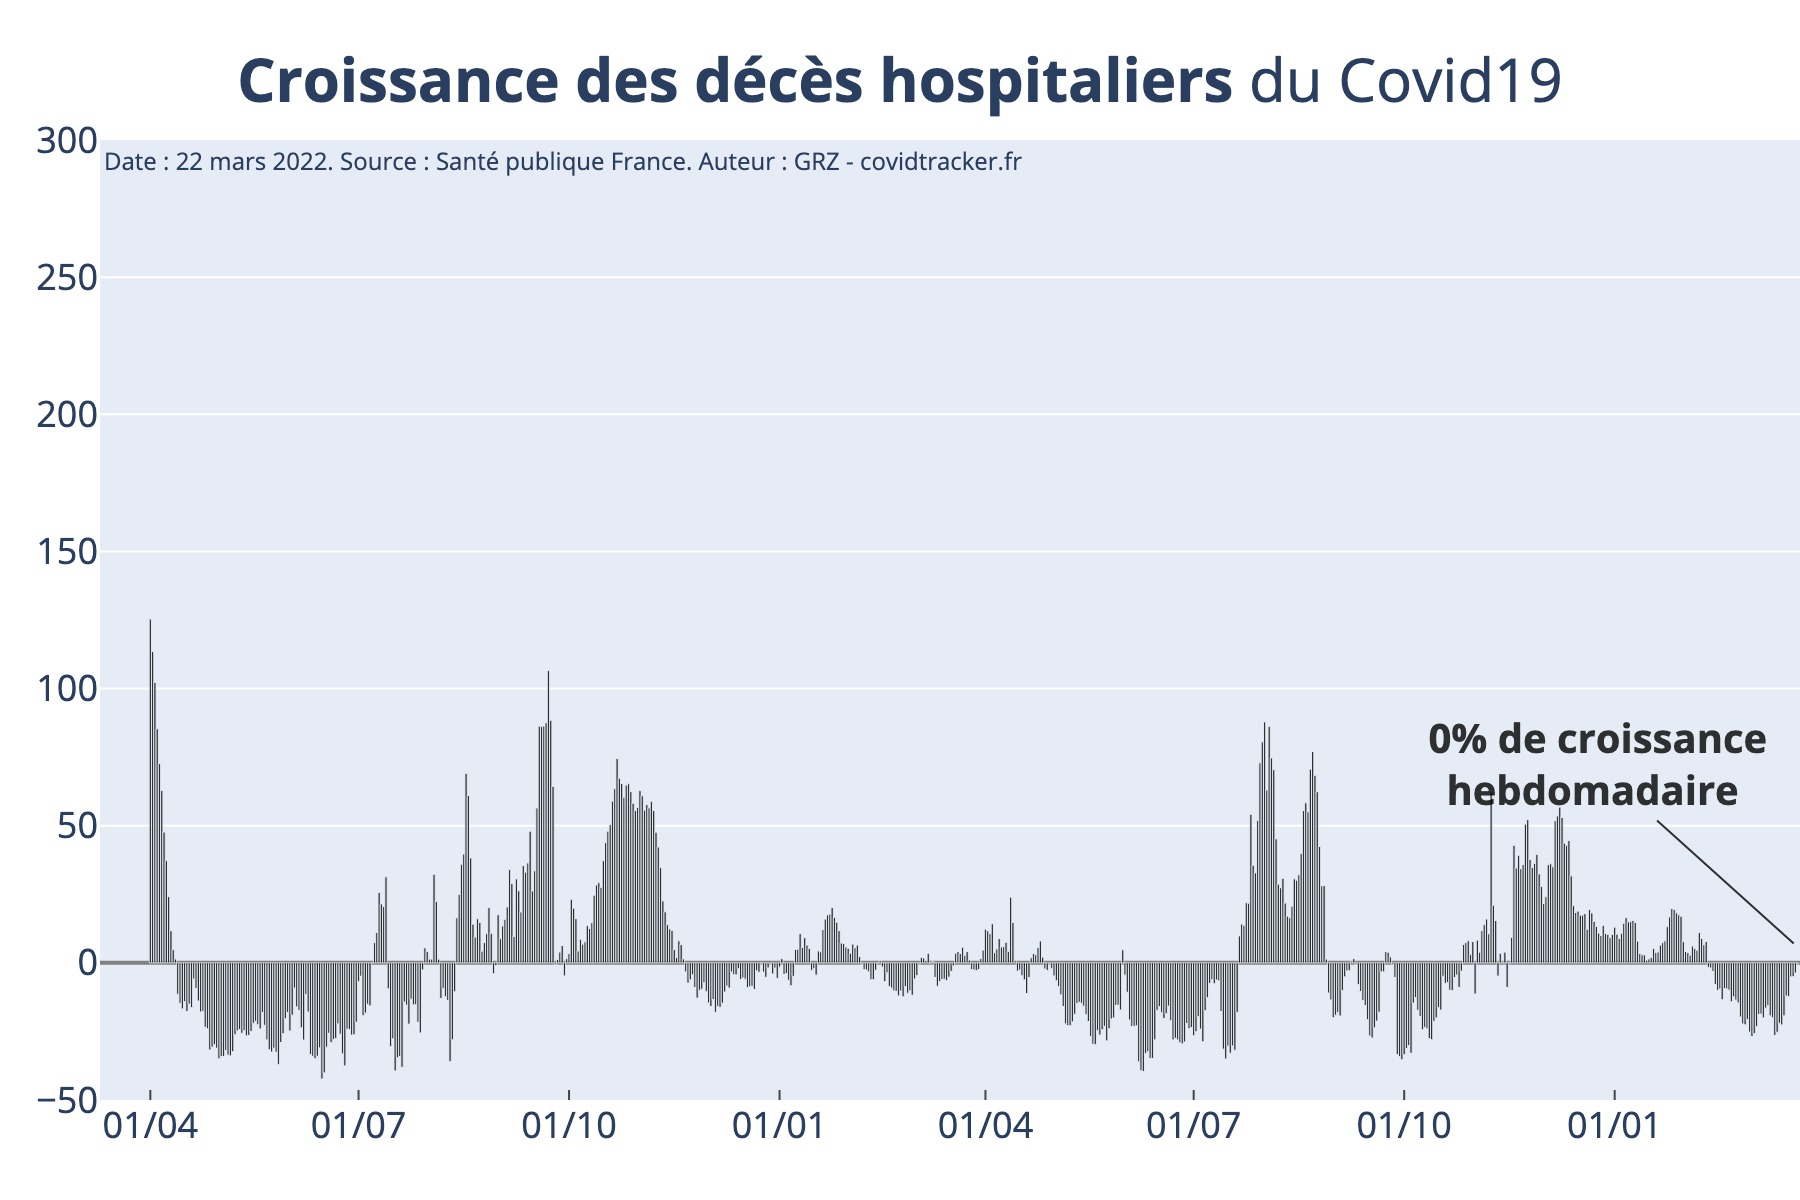 Croissance des décès hospitaliers du Covid19
300
Date : 22 mars 2022. Source : Santé publique France. Auteur : GRZ - covidtracker.fr
250
200
150
100
0% de croissance
hebdomadaire
50
0
−50
01/04 01/07 01/10 01/01 01/04 01/07 01/10 01/01